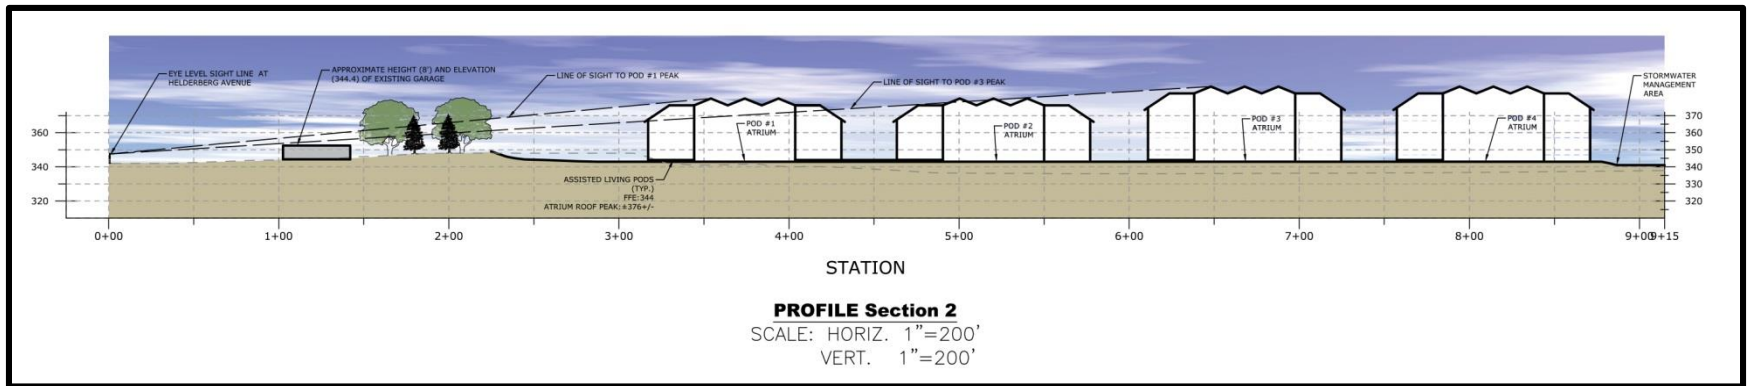 EYE LEVEL SIGHT LINE AT
HELDERBERG AVENUE
APPROXIMATE HEIGHT (8') AND ELEVATION
(344.4) OF EXISTING GARAGE
LINE OF SIGHT TO POD #1 PEAK
LINE OF SIGHT TO POD #3 PEAK
STORMWATER
MANAGEMENT
AREA
POD #1
ATRIUM
POD #2
ATRIUM
POD #3
ATRIUM
POD #4
ATRIUM
360
340
320
370
360
350
340
330
320
ASSISTED LIVING PODS
(TYP.)
FFE:344
ATRIUM ROOF PEAK:±376+/-
0+00 1+00 2+00 3+00 4+00 5+00 6+00 7+00 8+00 9+00 9+15
STATION
PROFILE Section 2
SCALE: HORIZ. 1"=200'
VERT. 1"=200'